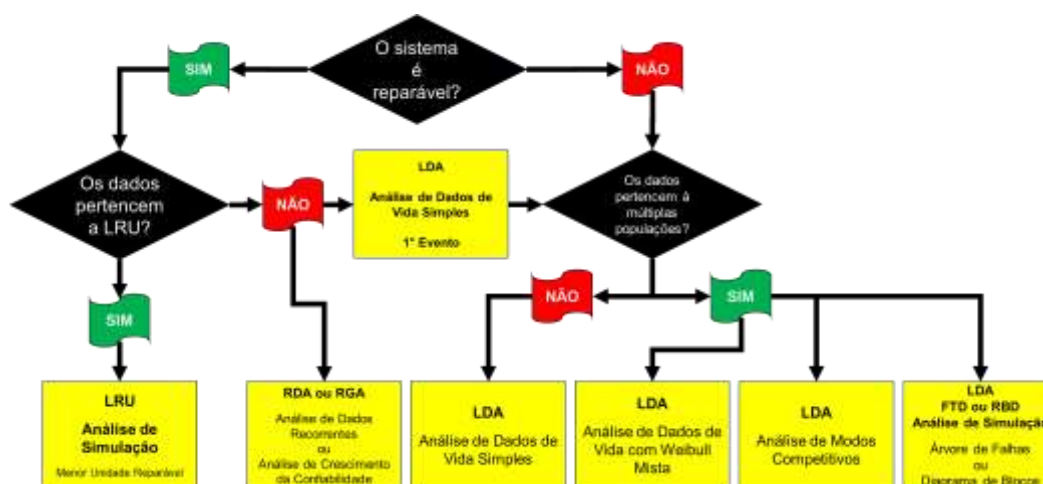 O sistema
é
reparável?
SIM
NÃO
Os dados
pertencem
a LRU?
NÃO
LDA
Análise de Dados de
Vida Simples
1° Evento
Os dados
pertencem à
múltiplas
populações?
SIM
NÃO
SIM
LRU
Análise de
Simulação
Menor Unidade Reparável
RDA ou RGA
Análise de Dados
Recorrentes
ou
Análise de Crescimento
da Confiabilidade
LDA
Análise de Dados de
Vida Simples
LDA
Análise de Dados de
Vida com Weibull
Mista
LDA
Análise de Modos
Competitivos
LDA
FTD ou RBD
Análise de Simulação
Árvore de Falhas
ou
Diagrama de Blocos